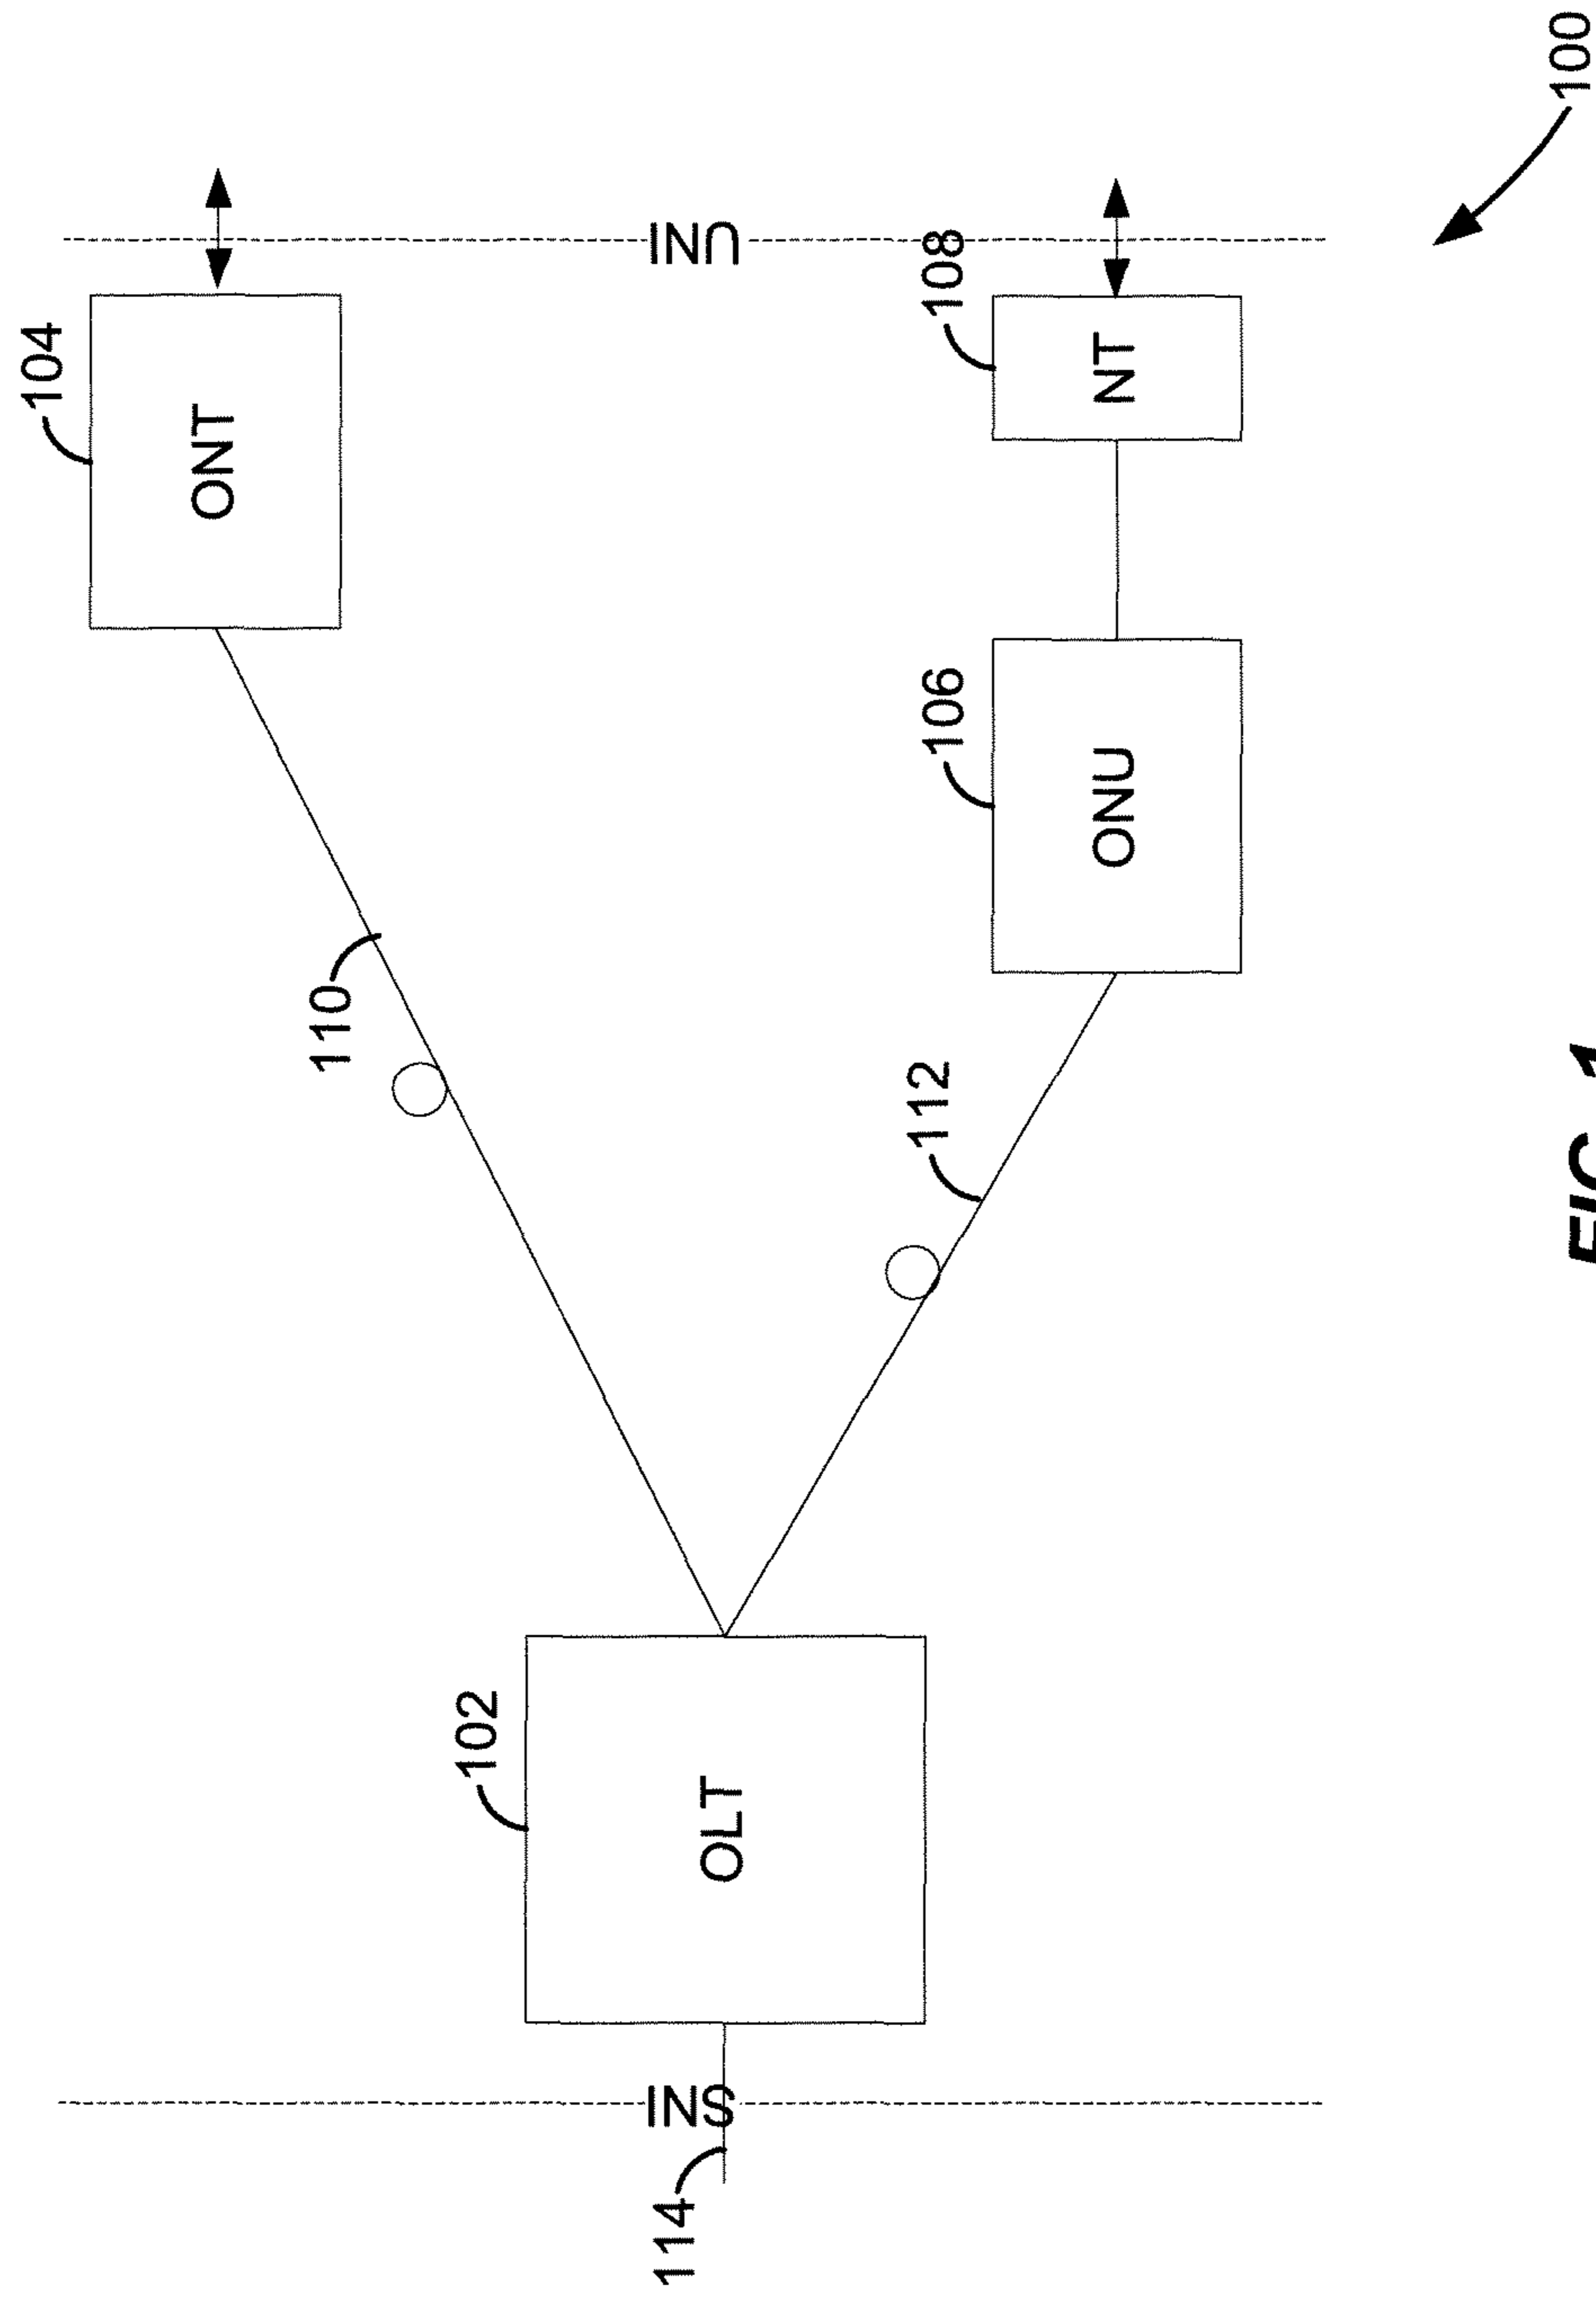 104
ONT
UNI
110
108
NT
106
ONU
112
102
OLT
SNI
114
100
FIG. 1